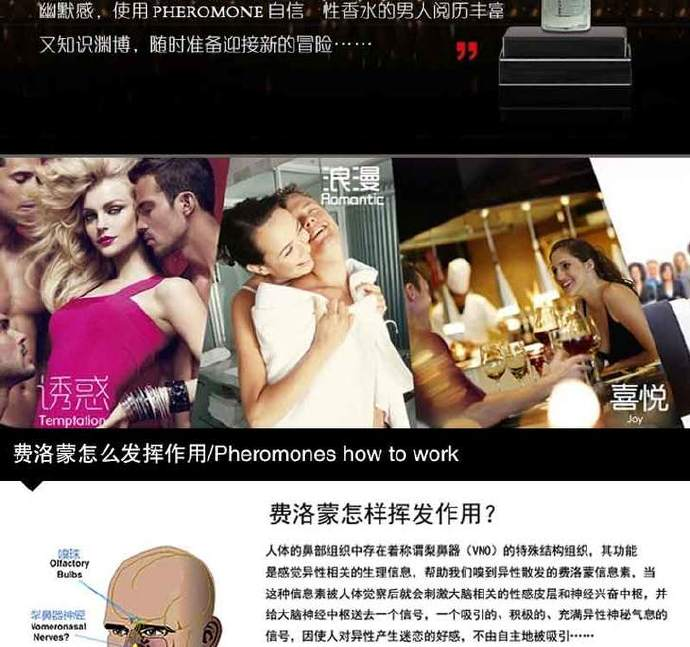 幽默感，使用PHEROMONE自信 性香水的男人阅历丰富
又知识渊博，随时准备迎接新的冒险……
”
浪漫
Romantic
诱惑
Temptation
喜悦
Joy
费洛蒙怎么发挥作用/Pheromones how to work
费洛蒙怎样挥发作用？
人体的鼻部组织中存在着称谓梨鼻器（VNO）的特殊结构组织，其功能
是感觉异性相关的生理信息，帮助我们嗅到异性散发的费洛蒙信息素，当
这种信息素被人体觉察后就会刺激大脑相关的性感皮层和神经兴奋中枢，并
给大脑神经中枢送去一个信号，一个吸引的、积极的、充满异性神秘气息的
信号，因使人对异性产生迷恋的好感，不由自主地被吸引……
嗅球
Olfactory
Bulbs
犁鼻器神经
Vomeronasal
Nerves?